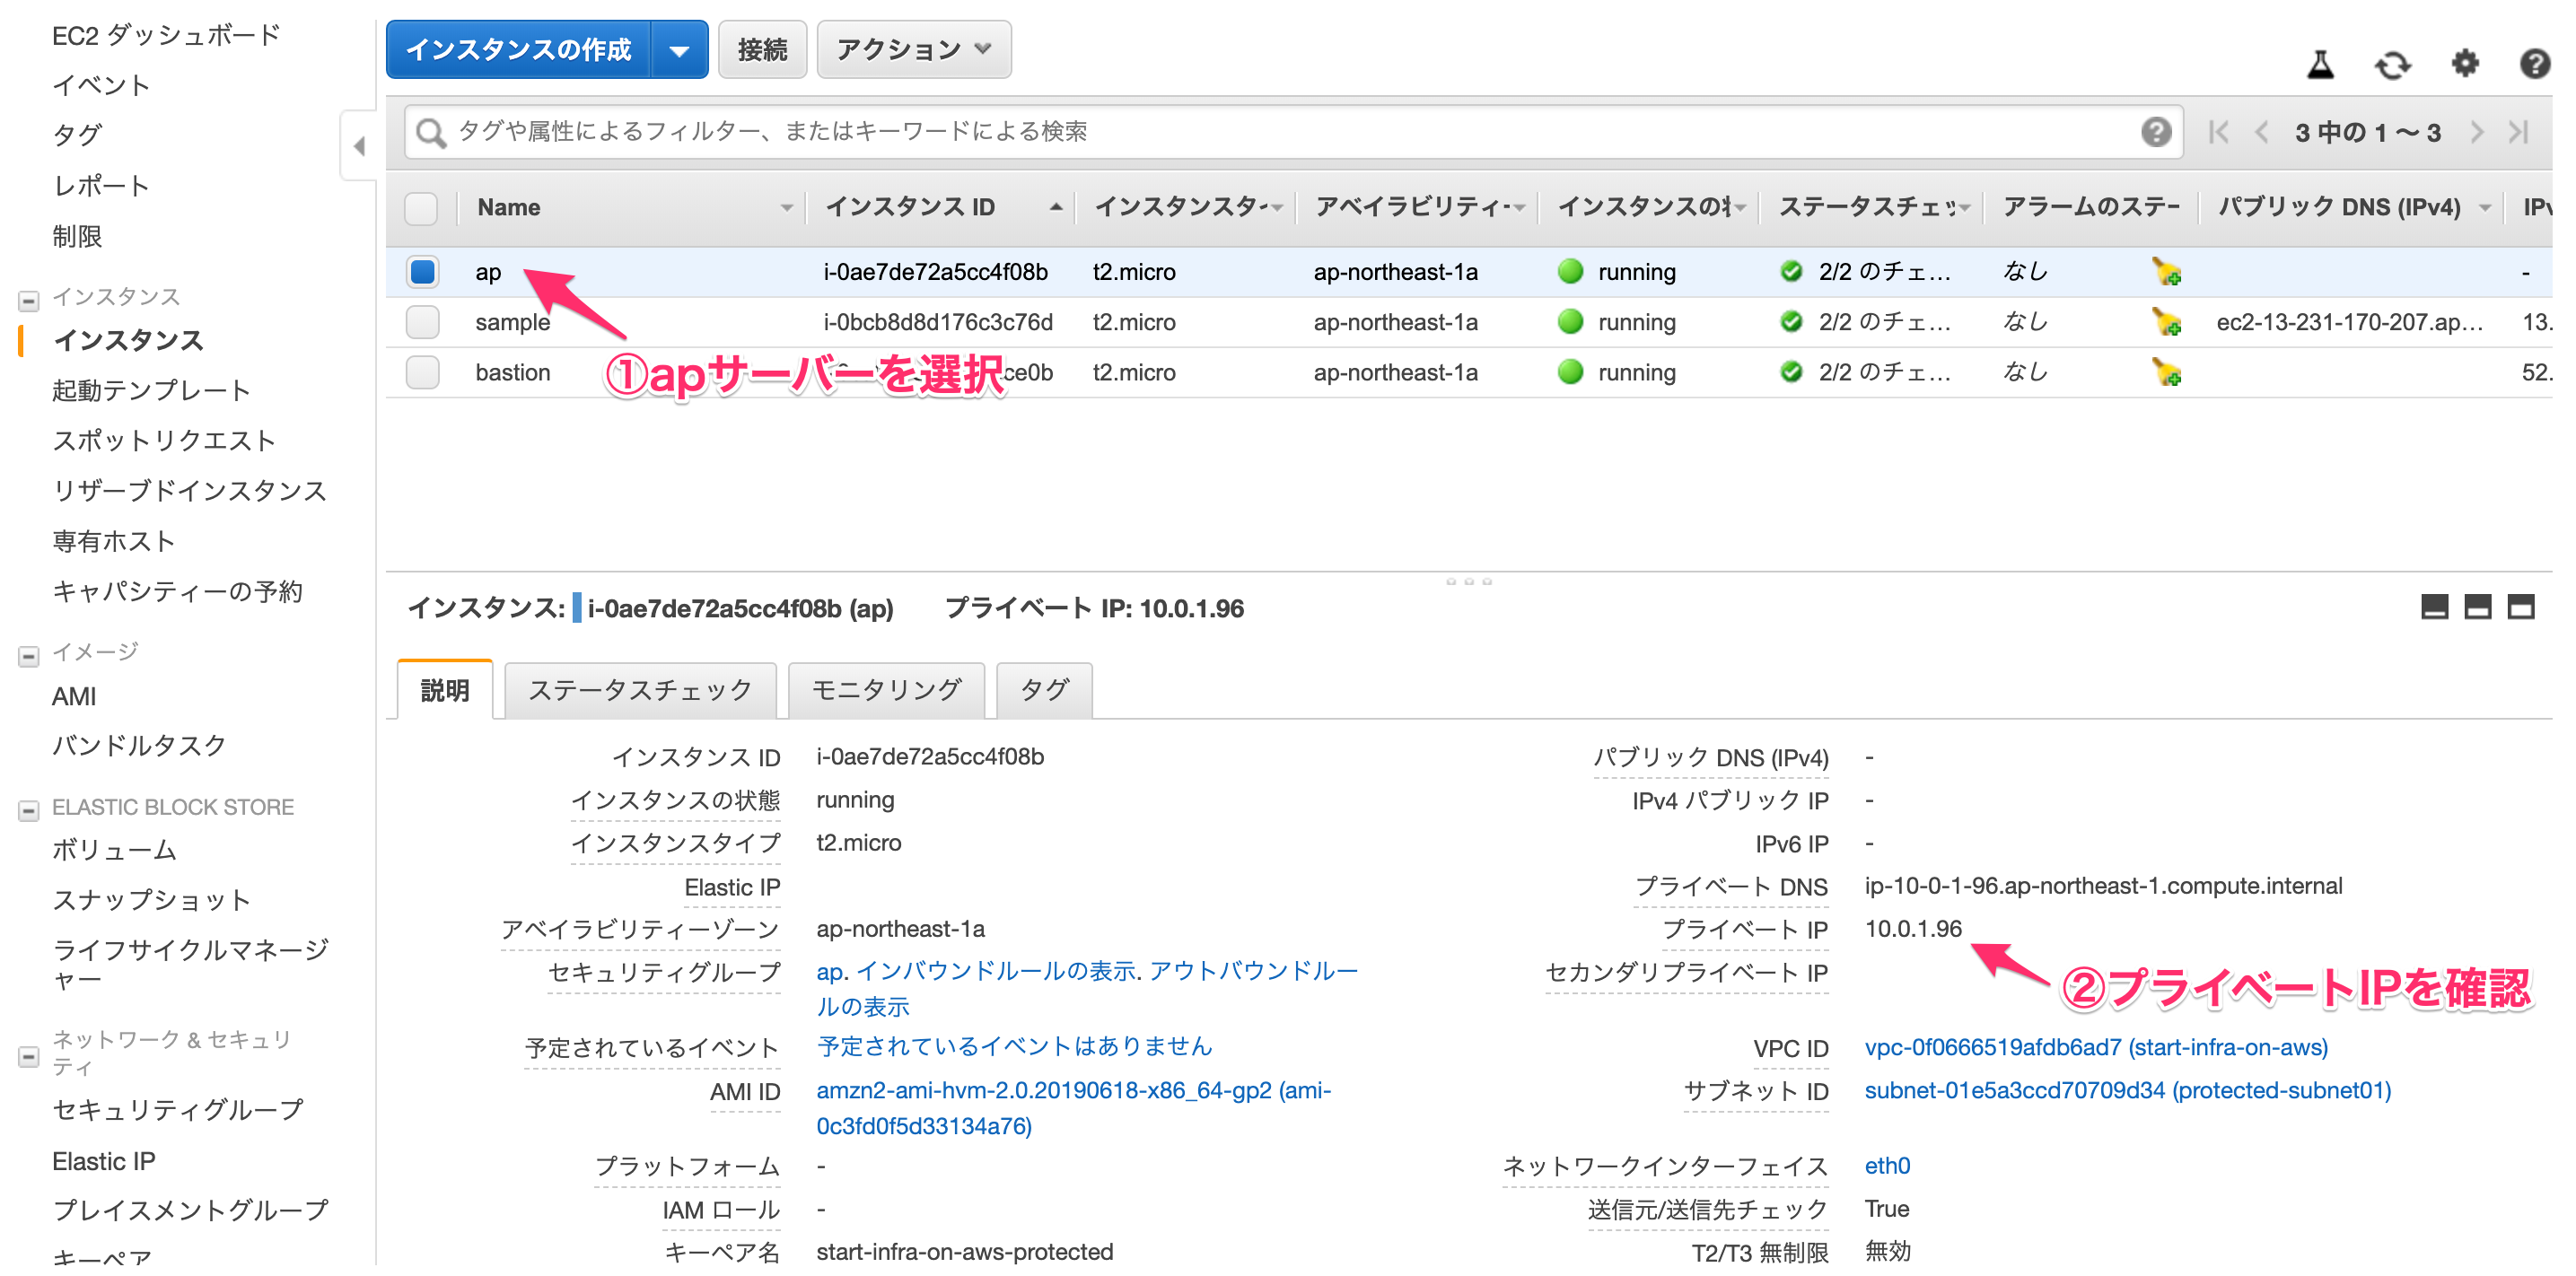 EC2 ダッシュボード
イベント
タグ
レポート
制限
インスタンス
インスタンス
起動テンプレート
スポットリクエスト
リザーブドインスタンス
専有ホスト
キャパシティーの予約
イメージ
AMI
バンドルタスク
ELASTIC BLOCK STORE
ボリューム
スナップショット
ライフサイクルマネージ
ャー
ネットワーク & セキュリ
ティ
セキュリティグループ
Elastic IP
プレイスメントグループ
キーペア
インスタンスの作成 接続 アクション
タグや属性によるフィルター、またはキーワードによる検索 3 中の 1 ～ 3
Name インスタンス ID インスタンスター アベイラビリティー インスタンスの ステータスチェッ アラームのステー パブリック DNS (IPv4) IPv
ap i-0ae7de72a5cc4f08b t2.micro ap-northeast-1a running 2/2 のチェ... なし -
sample i-0bcb8d8d176c3c76d t2.micro ap-northeast-1a running 2/2 のチェ... なし ec2-13-231-170-207.ap... 13.
bastion ce0b t2.micro ap-northeast-1a running 2/2 のチェ... なし 52.
①apサーバーを選択
インスタンス: i-0ae7de72a5cc4f08b (ap) プライベート IP: 10.0.1.96
説明 ステータスチェック モニタリング タグ
インスタンス ID i-0ae7de72a5cc4f08b
インスタンスの状態 running
インスタンスタイプ t2.micro
Elastic IP
アベイラビリティーゾーン ap-northeast-1a
セキュリティグループ ap. インバウンドルールの表示. アウトバウンドルー
ルの表示
予定されているイベント 予定されているイベントはありません
AMI ID amzn2-ami-hvm-2.0.20190618-x86_64-gp2 (ami-
0c3fd0f5d33134a76)
プラットフォーム -
IAM ロール -
キーペア名 start-infra-on-aws-protected
パブリック DNS (IPv4) -
IPv4 パブリック IP -
IPv6 IP -
プライベート DNS ip-10-0-1-96.ap-northeast-1.compute.internal
プライベート IP 10.0.1.96
セカンダリプライベート IP
②プライベートIPを確認
VPC ID vpc-0f0666519afdb6ad7 (start-infra-on-aws)
サブネット ID subnet-01e5a3ccd70709d34 (protected-subnet01)
ネットワークインターフェイス eth0
送信元/送信先チェック True
T2/T3 無制限 無効